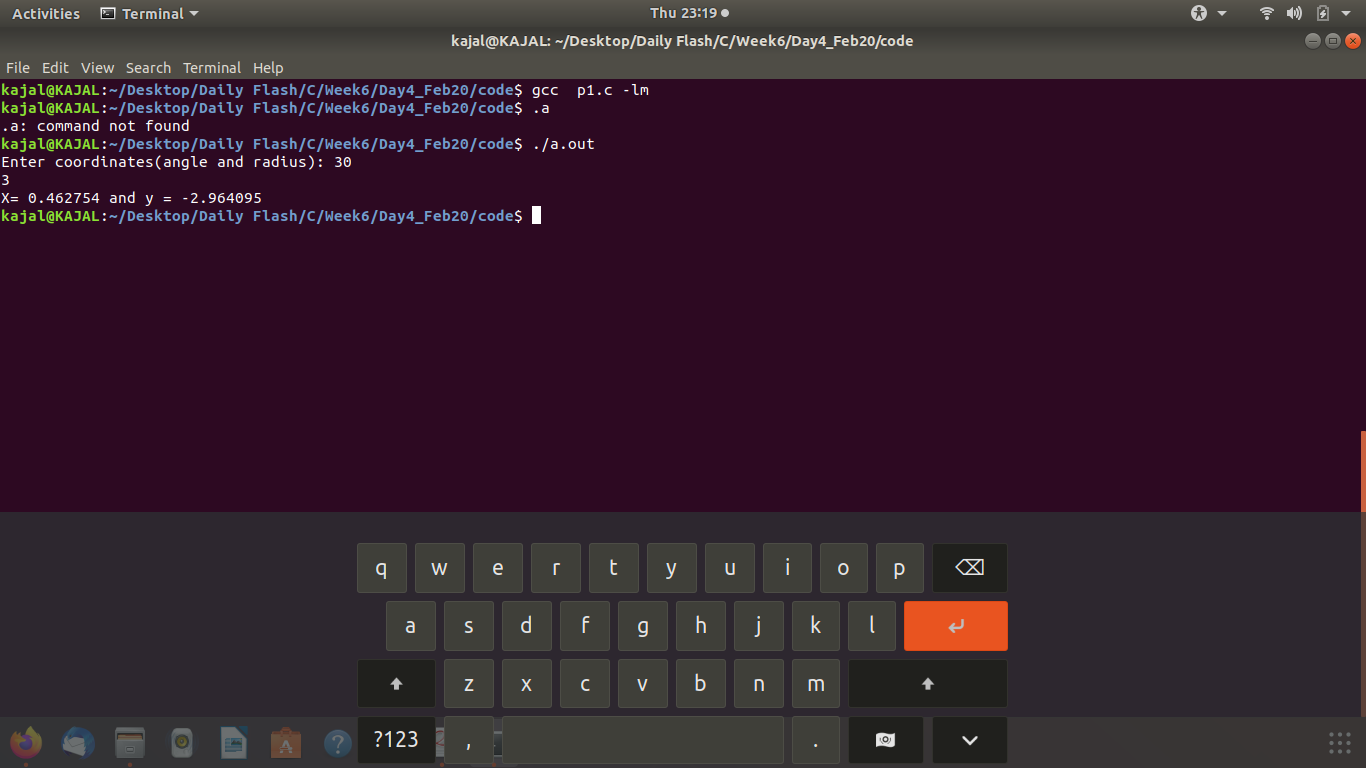 Activities Terminal Thu 23:19
kajal@KAJAL: ~/Desktop/Daily Flash/C/Week6/Day4_Feb20/code
File Edit View Search Terminal Help
kajal@KAJAL:~/Desktop/Daily Flash/C/Week6/Day4_Feb20/code$ gcc  p1.c -lm
kajal@KAJAL:~/Desktop/Daily Flash/C/Week6/Day4_Feb20/code$ .a
.a: command not found
kajal@KAJAL:~/Desktop/Daily Flash/C/Week6/Day4_Feb20/code$ ./a.out
Enter coordinates(angle and radius): 30
3
X= 0.462754 and y = -2.964095
kajal@KAJAL:~/Desktop/Daily Flash/C/Week6/Day4_Feb20/code$
q w e r t y u i o p
a s d f g h j k l
z x c v b n m
?123 , .